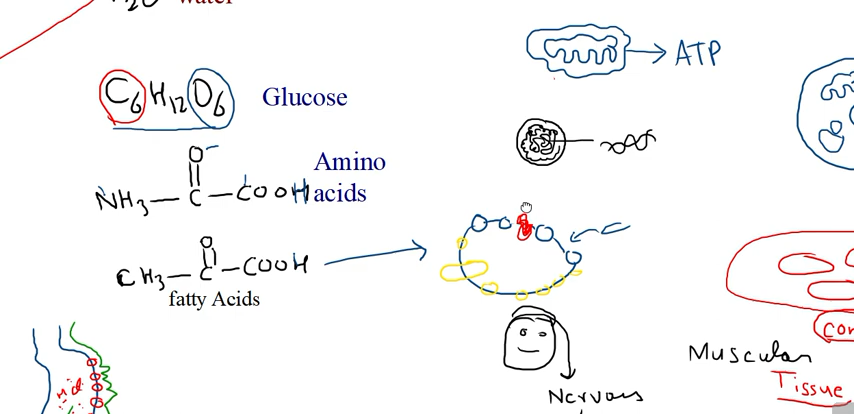 water
C6H12O6 Glucose
O-
NH3-C-COOH Amino acids
O
CH3-C-COOH
fatty Acids
ATP
Nervous
Muscular
Tissue